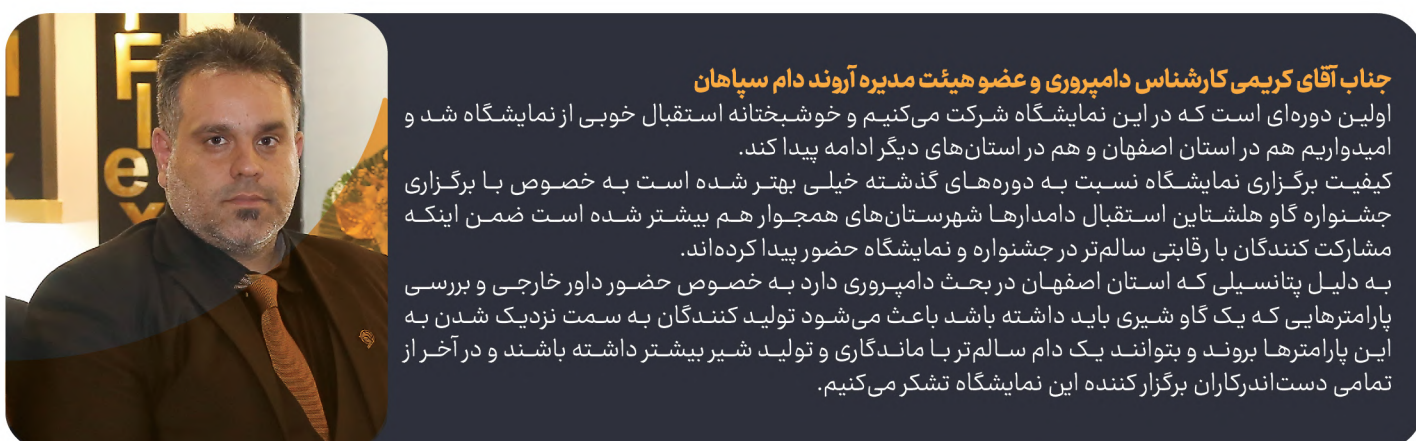 جناب آقای کریمی کارشناس دامپروری و عضو هیئت مدیره آروند دام سپاهان
اولین دوره‌ای است که در این نمایشگاه شرکت می‌کنیم و خوشبختانه استقبال خوبی از نمایشگاه شد و
امیدواریم هم در استان اصفهان و هم در استان‌های دیگر ادامه پیدا کند.
کیفیت برگزاری نمایشگاه نسبت به دوره‌های گذشته خیلی بهتر شده است به خصوص با برگزاری
جشنواره گاو هلشتاین استقبال دامدارها شهرستان‌های همجوار هم بیشتر شده است ضمن اینکه
مشارکت کنندگان با رقابتی سالم‌تر در جشنواره و نمایشگاه حضور پیدا کرده‌اند.
به دلیل پتانسیلی که استان اصفهان در بحث دامپروری دارد به خصوص حضور داور خارجی و بررسی
پارامترهایی که یک گاو شیری باید داشته باشد باعث می‌شود تولید کنندگان به سمت نزدیک شدن به
این پارامترها بروند و بتوانند یک دام سالم‌تر با ماندگاری و تولید شیر بیشتر داشته باشند و در آخر از
تمامی دست‌اندرکاران برگزار کننده این نمایشگاه تشکر می‌کنیم.